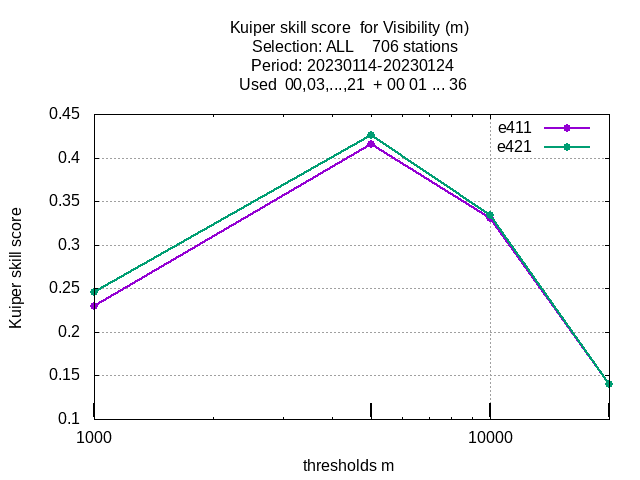 Kuiper skill score  for Visibility (m)
Selection: ALL    706 stations
Period: 20230114-20230124
Used  00,03,...,21  + 00 01 ... 36
e411
e421
0.45
0.4
0.35
0.3
0.25
0.2
0.15
0.1
Kuiper skill score
1000
10000
thresholds m